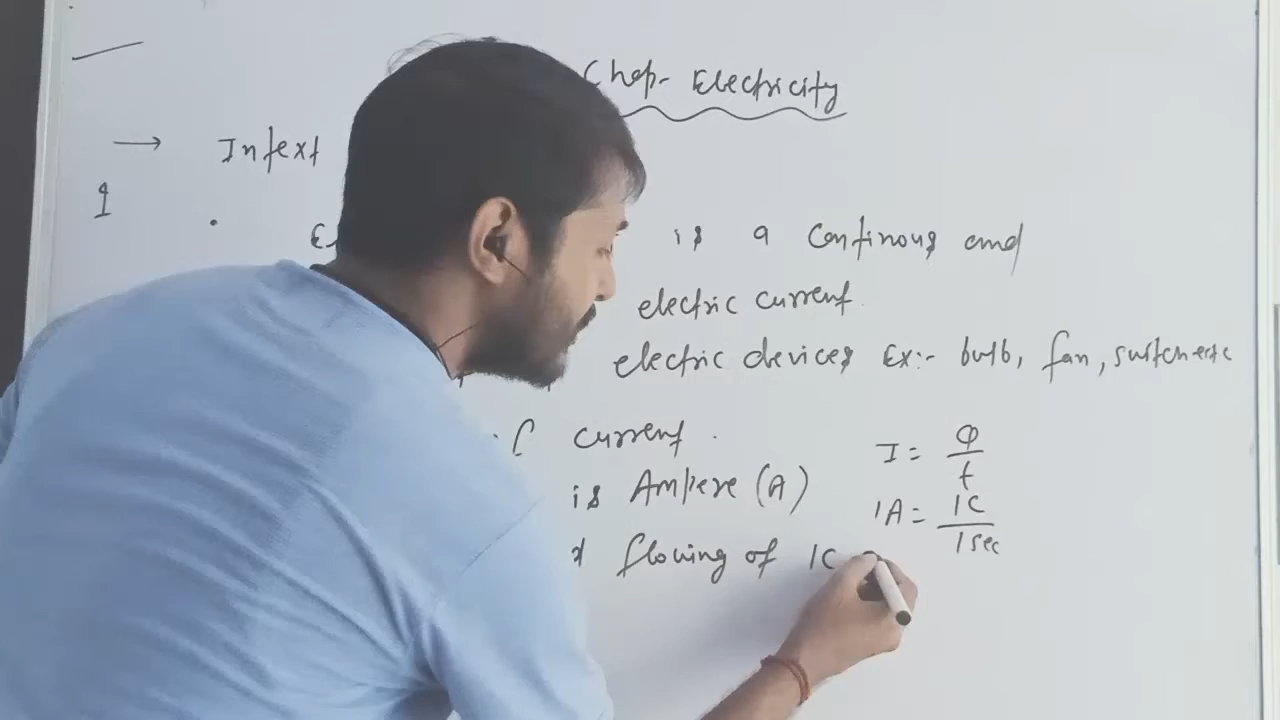 Chap- Electricity
→ Intext
1
is a continous and
electric current.
electric devices Ex:- bulb, fan, switch etc
current.
I = Q/t
is Ampere (A)
1A = 1C/1sec
flowing of 1C